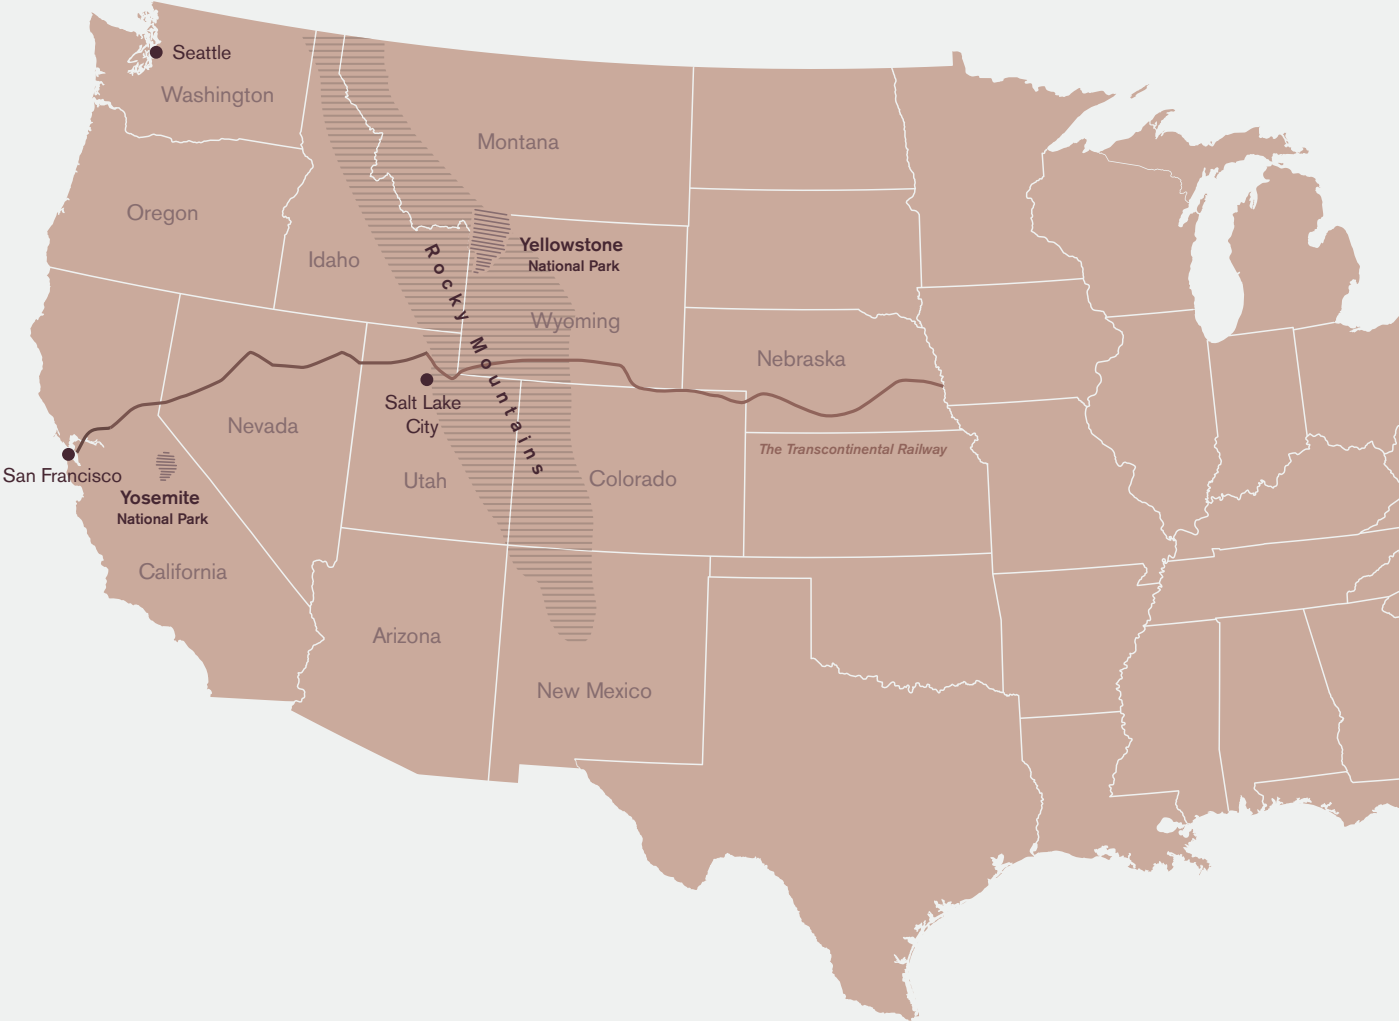 Seattle
Washington
Montana
Oregon
Yellowstone
National Park
Idaho
Rocky Mountains
Wyoming
Nebraska
Salt Lake
City
Nevada
The Transcontinental Railway
San Francisco
Utah
Colorado
Yosemite
National Park
California
Arizona
New Mexico